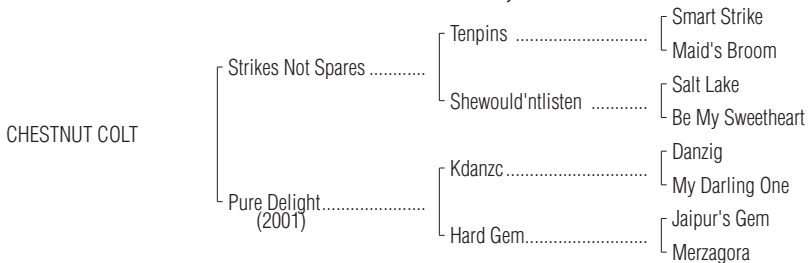 Smart Strike
Tenpins ............................
Maid's Broom
Strikes Not Spares ............
Salt Lake
Shewould'ntlisten ............
Be My Sweetheart
CHESTNUT COLT
Danzig
Kdanzc ..............................
My Darling One
Pure Delight......................
(2001)
Jaipur's Gem
Hard Gem..........................
Merzagora